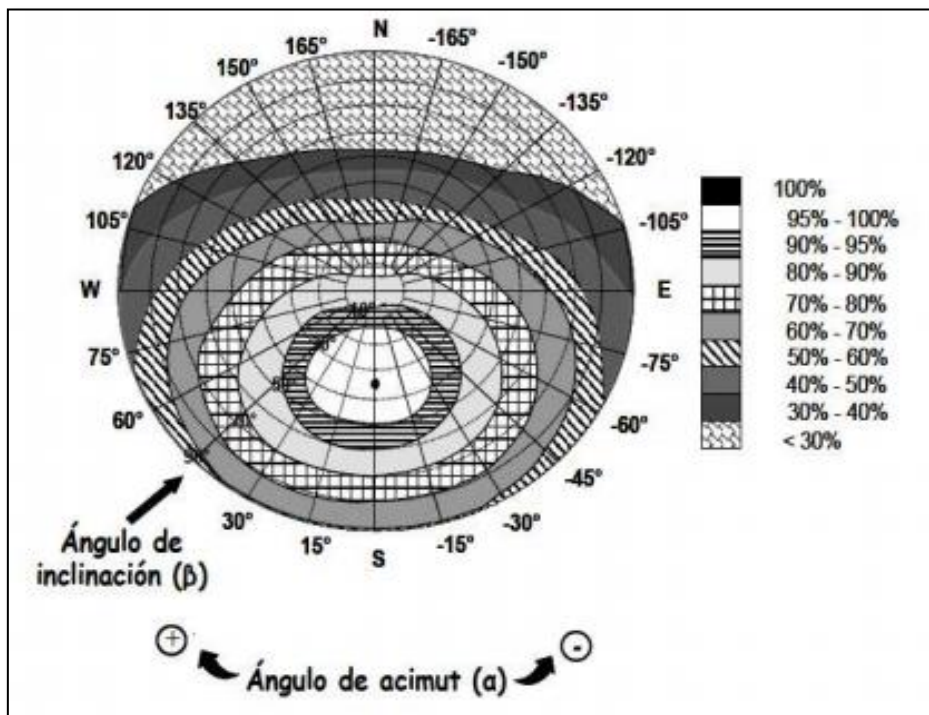 N
165°
-165°
150°
-150°
135°
-135°
120°
-120°
105°
-105°
W
E
75°
-75°
60°
-60°
-45°
30°
-30°
15°
-15°
S
10°
100%
95% - 100%
90% - 95%
80% - 90%
70% - 80%
60% - 70%
50% - 60%
40% - 50%
30% - 40%
< 30%
Ángulo de
inclinación (β)
+
-
Ángulo de acimut (α)